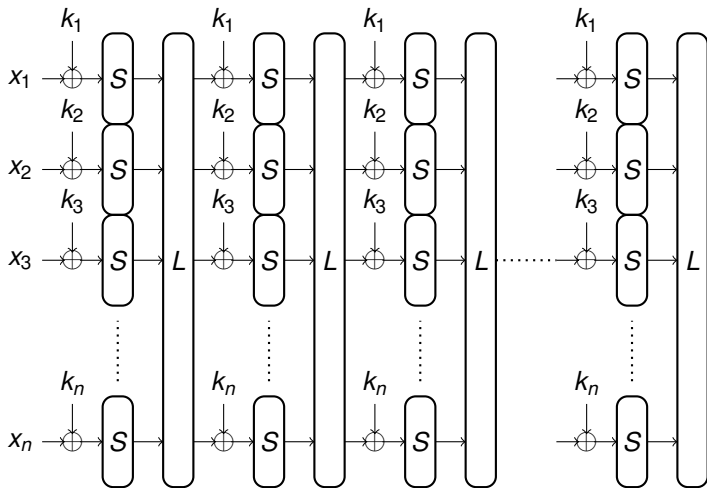 k1 k1 k1 k1
x1 S S S S
k2 k2 k2 k2
x2 S S S S
k3 k3 k3 k3
x3 S L S L S L S L
kn kn kn kn
xn S S S S